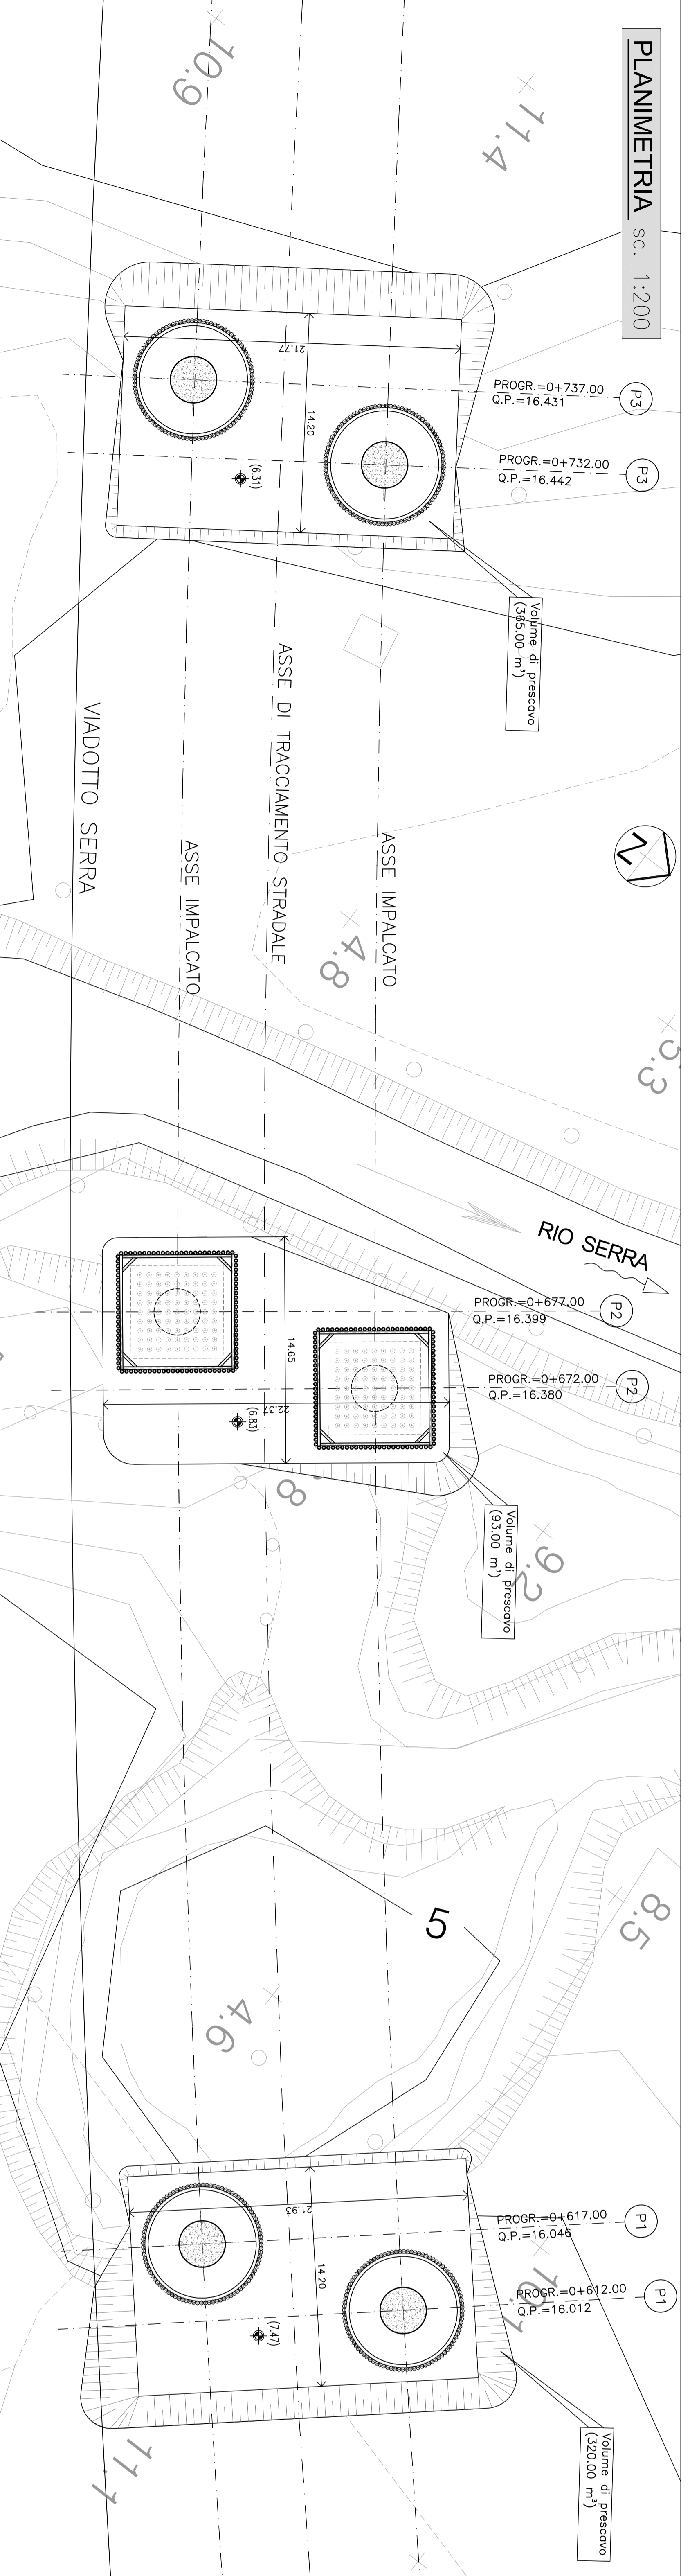 PLANIMETRIA sc. 1:200
10.9
11.4
21.77
14.20
(6.31)
PROGR.=0+737.00
Q.P.=16.431
P3
PROGR.=0+732.00
Q.P.=16.442
P3
Volume di prescavo
(365.00 m³)
VIADOTTO SERRA
ASSE IMPALCATO
ASSE DI TRACCIAMENTO STRADALE
ASSE IMPALCATO
N
4.8
5.3
RIO SERRA
PROGR.=0+677.00
Q.P.=16.399
P2
PROGR.=0+672.00
Q.P.=16.380
P2
14.65
22.37
(6.83)
Volume di prescavo
(93.00 m³)
9.2
5
8.5
4.6
PROGR.=0+617.00
Q.P.=16.046
P1
PROGR.=0+612.00
Q.P.=16.012
P1
21.93
14.20
(7.47)
10.1
Volume di prescavo
(320.00 m³)
11.1